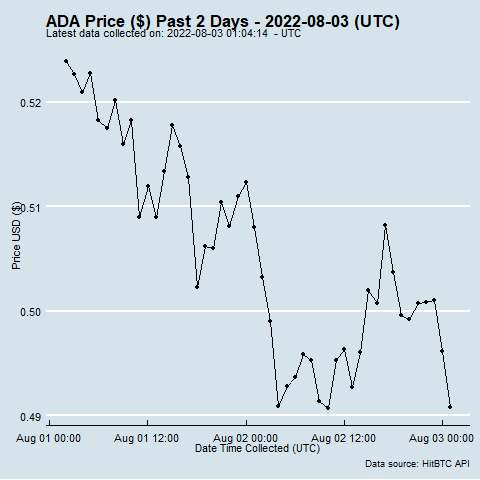 ADA Price ($) Past 2 Days - 2022-08-03 (UTC)
Latest data collected on: 2022-08-03 01:04:14 - UTC
0.52
0.51
0.50
0.49
Price USD ($)
Aug 01 00:00 Aug 01 12:00 Aug 02 00:00 Aug 02 12:00 Aug 03 00:00
Date Time Collected (UTC)
Data source: HitBTC API